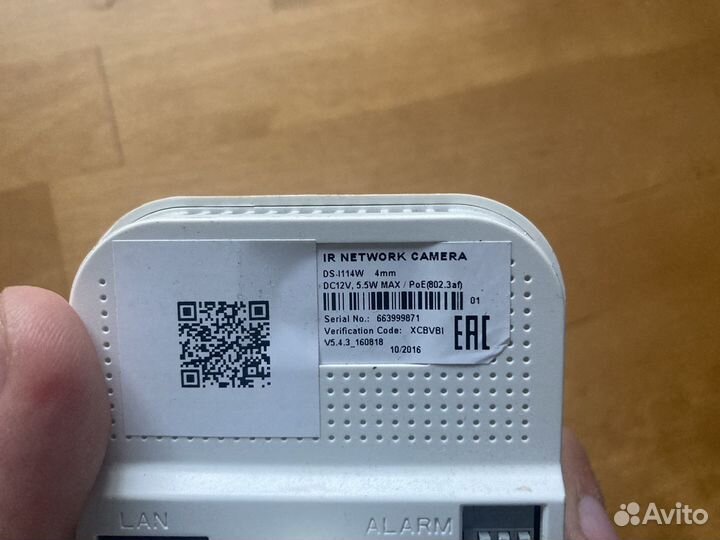 IR NETWORK CAMERA
DS-I114W 4mm
DC12V, 5.5W MAX / PoE(802.3af)
01
Serial No.: 663999871
Verification Code: XCBVBI
V5.4.3_160818 10/2016
EAC
LAN
ALARM
Avito